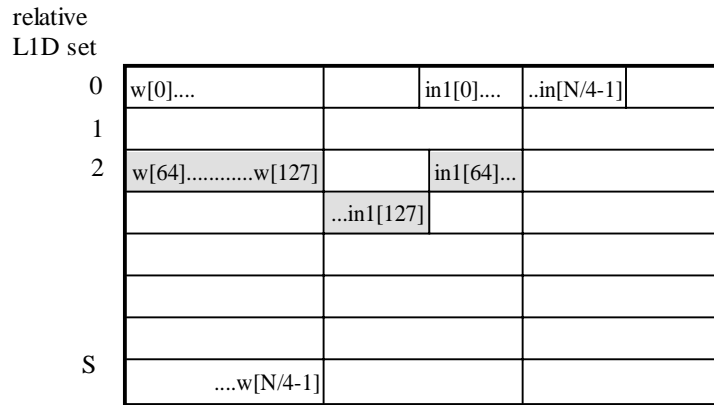 relative
L1D set
0 w[0].... in1[0].... ..in[N/4-1]
1
2 w[64]............w[127] in1[64]...
...in1[127]
S ....w[N/4-1]